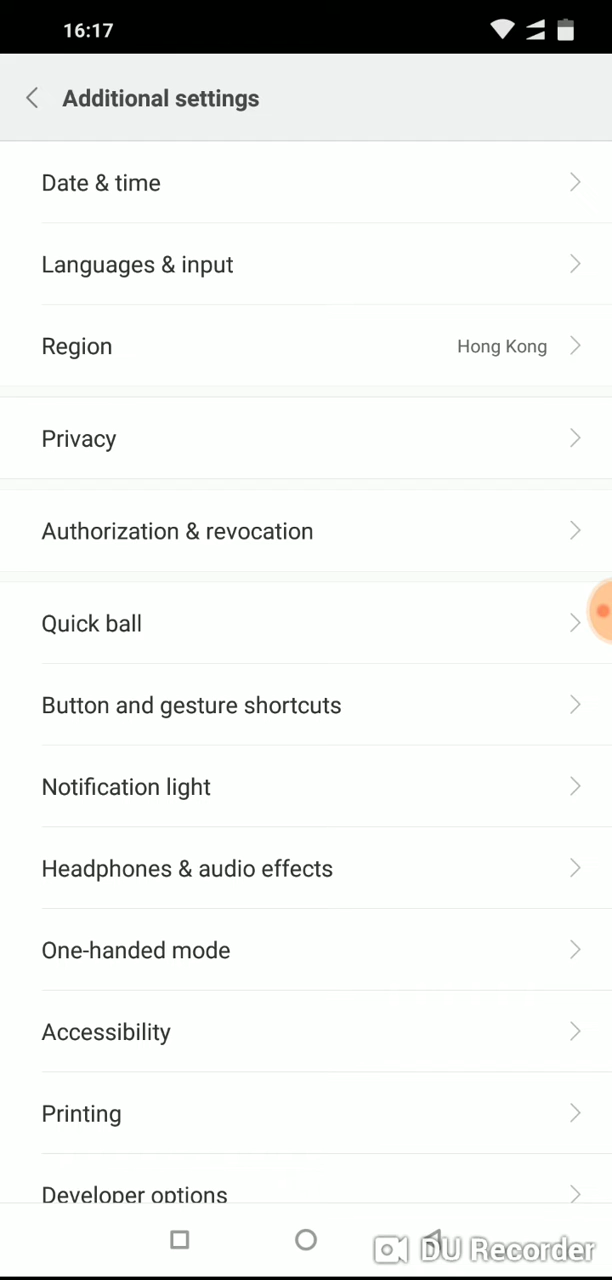 16:17
Additional settings
Date & time
Languages & input
Region Hong Kong
Privacy
Authorization & revocation
Quick ball
Button and gesture shortcuts
Notification light
Headphones & audio effects
One-handed mode
Accessibility
Printing
Developer options
DU Recorder